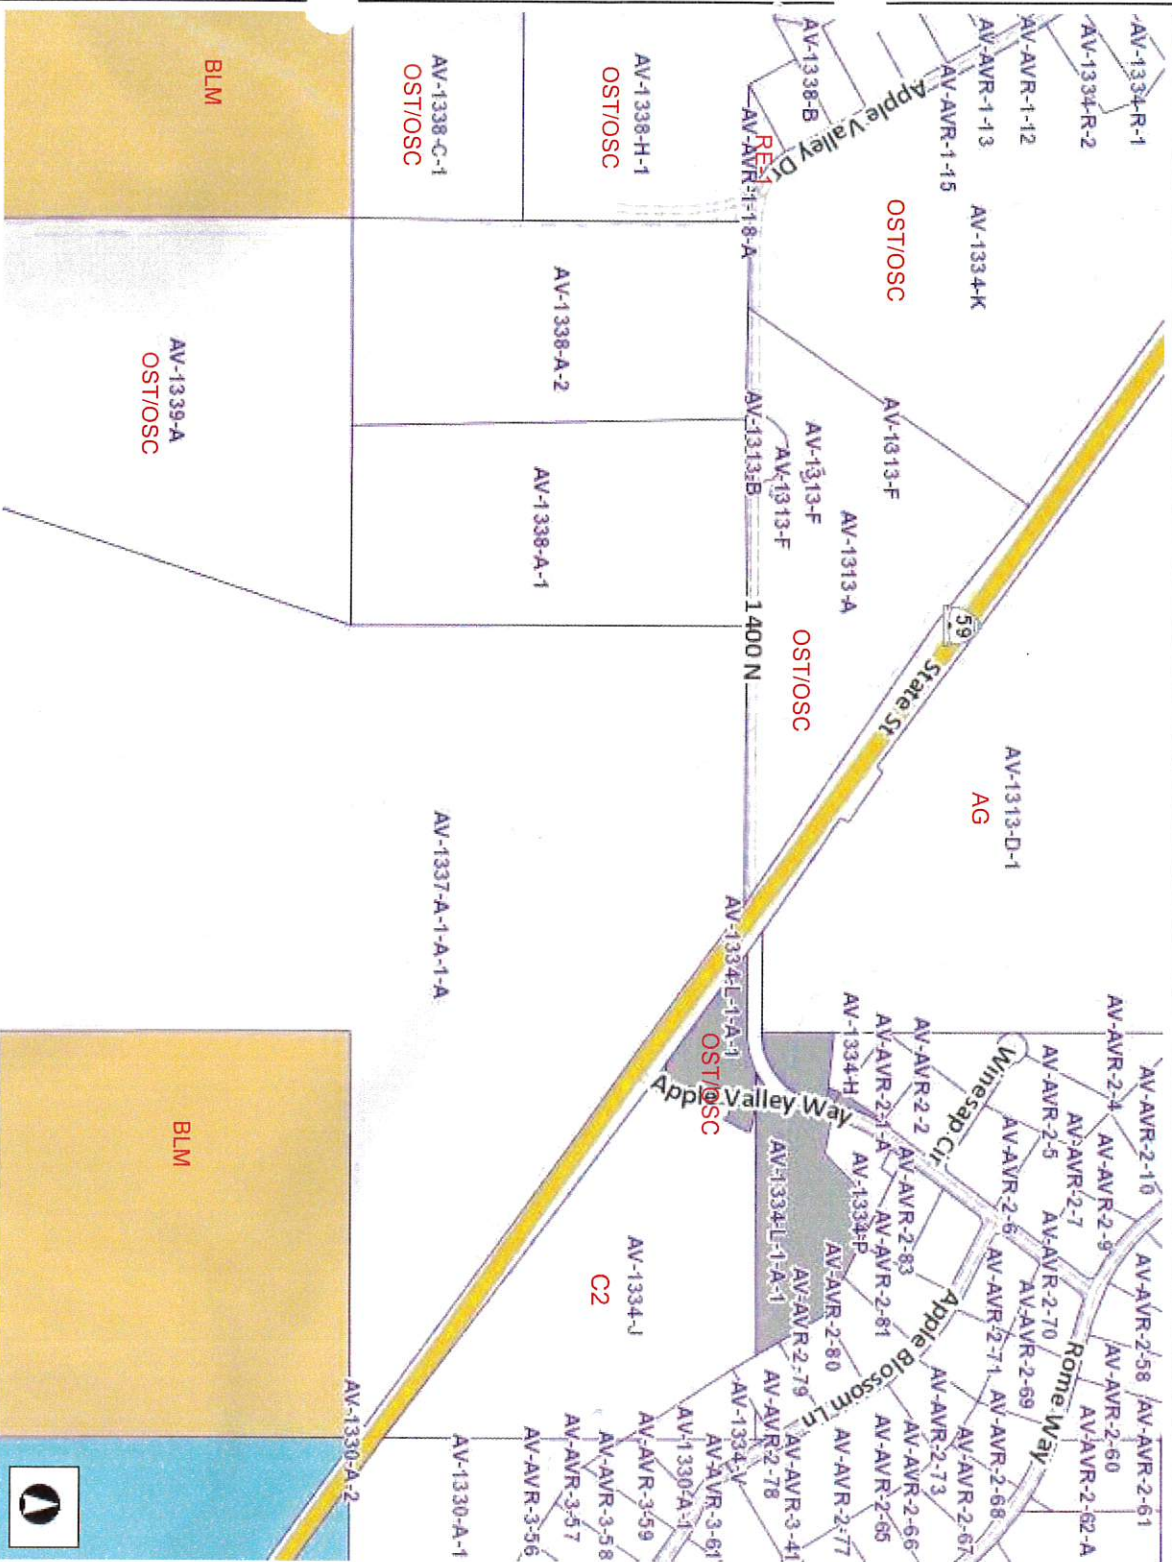 AV-1334-R-1
AV-1334-R-2
AV-AVR-1-12
AV-AVR-1-13
AV-AVR-1-15
Apple Valley Dr
AV-1338-B
RE-1
AV-AVR-1-18-A
AV-1334-K
OST/OSC
AV-1338-H-1
OST/OSC
AV-1338-C-1
OST/OSC
BLM
AV-1338-A-2
AV-1339-A
OST/OSC
AV-1313-F
AV-1313-F
AV-1313-F
AV-1313-B
AV-1313-A
AV-1338-A-1
59
State St
OST/OSC
1400 N
AV-1313-D-1
AG
AV-1337-A-1-A-1-A
AV-1334-L-1-A-1
OST/OSC
Apple Valley Way
BLM
AV-1334-H
AV-AVR-2-1-A
AV-AVR-2-2
Winesap Cir
AV-AVR-2-4
AV-AVR-2-5
AV-AVR-2-10
AV-AVR-2-9
AV-AVR-2-7
AV-AVR-2-6
AV-1334-P
AV-AVR-2-83
AV-AVR-2-81
AV-1334-L-1-A-1
AV-AVR-2-80
AV-AVR-2-79
AV-1334-J
C2
AV-AVR-2-58
AV-AVR-2-70
AV-AVR-2-69
AV-AVR-2-71
Apple Blossom Ln
Rome Way
AV-AVR-2-61
AV-AVR-2-60
AV-AVR-2-62-A
AV-AVR-2-68
AV-AVR-2-67
AV-AVR-2-73
AV-AVR-2-66
AV-AVR-2-65
AV-AVR-2-77
AV-AVR-3-41
AV-AVR-2-78
AV-1334-V
AV-AVR-3-61
AV-1330-A-1
AV-AVR-3-59
AV-AVR-3-58
AV-AVR-3-57
AV-AVR-3-56
AV-1330-A-1
AV-1330-A-2